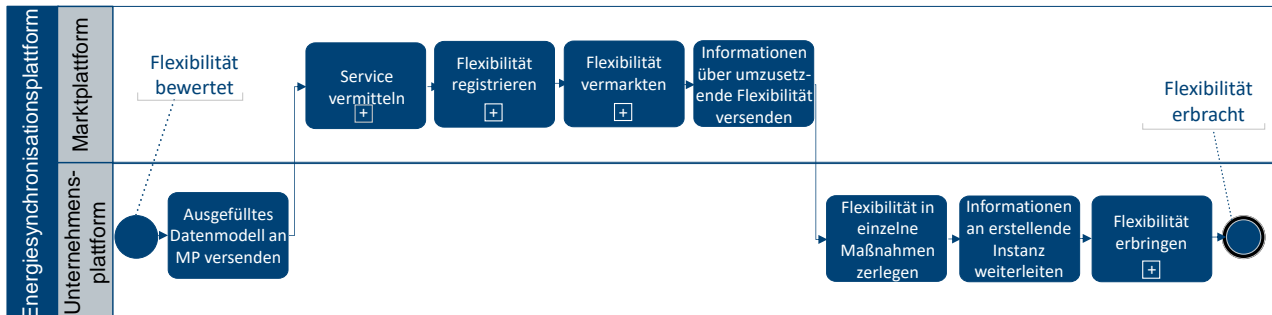 Energiesynchronisationsplattform
Marktplattform
Flexibilität
bewertet
Service
vermitteln
Flexibilität
registrieren
Flexibilität
vermarkten
Informationen
über umzusetz-
ende Flexibilität
versenden
Flexibilität
erbracht
Unternehmens-
plattform
Ausgefülltes
Datenmodell an
MP versenden
Flexibilität in
einzelne
Maßnahmen
zerlegen
Informationen
an erstellende
Instanz
weiterleiten
Flexibilität
erbringen